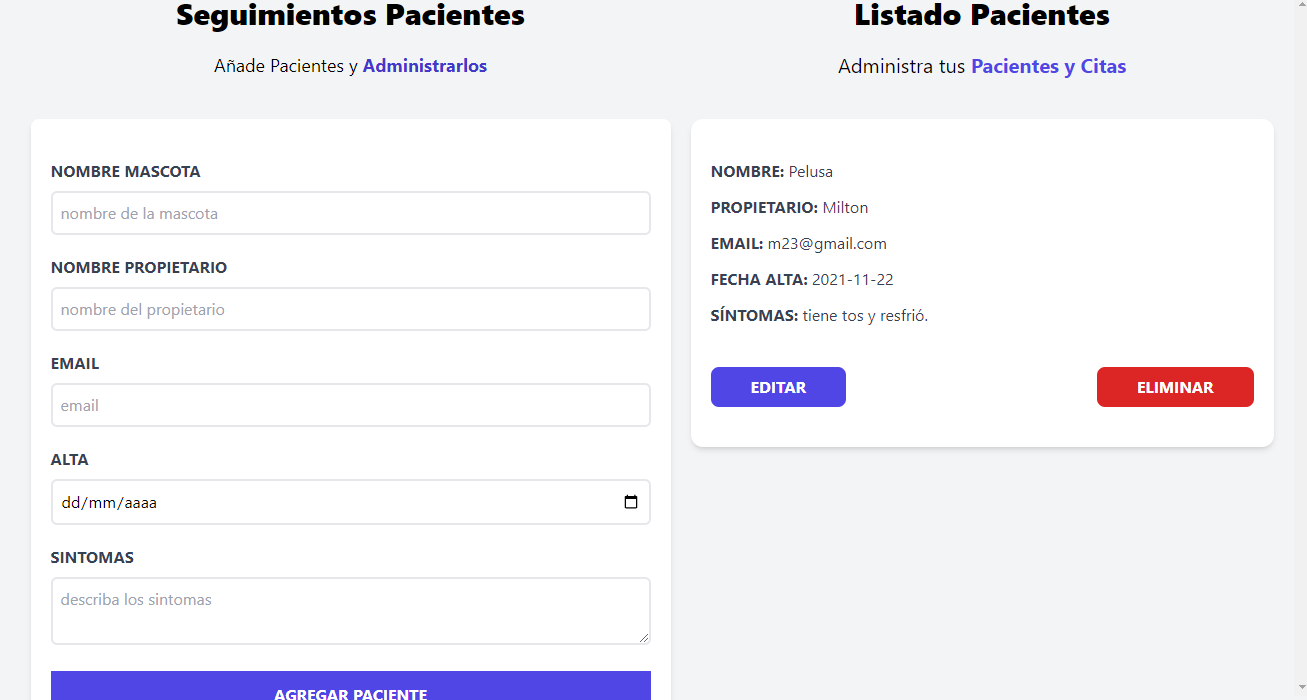 Seguimientos Pacientes
Añade Pacientes y Administrarlos
NOMBRE MASCOTA
nombre de la mascota
NOMBRE PROPIETARIO
nombre del propietario
EMAIL
email
ALTA
dd/mm/aaaa
SINTOMAS
describa los sintomas
AGREGAR PACIENTE
Listado Pacientes
Administra tus Pacientes y Citas
NOMBRE: Pelusa
PROPIETARIO: Milton
EMAIL: m23@gmail.com
FECHA ALTA: 2021-11-22
SÍNTOMAS: tiene tos y resfrió.
EDITAR
ELIMINAR